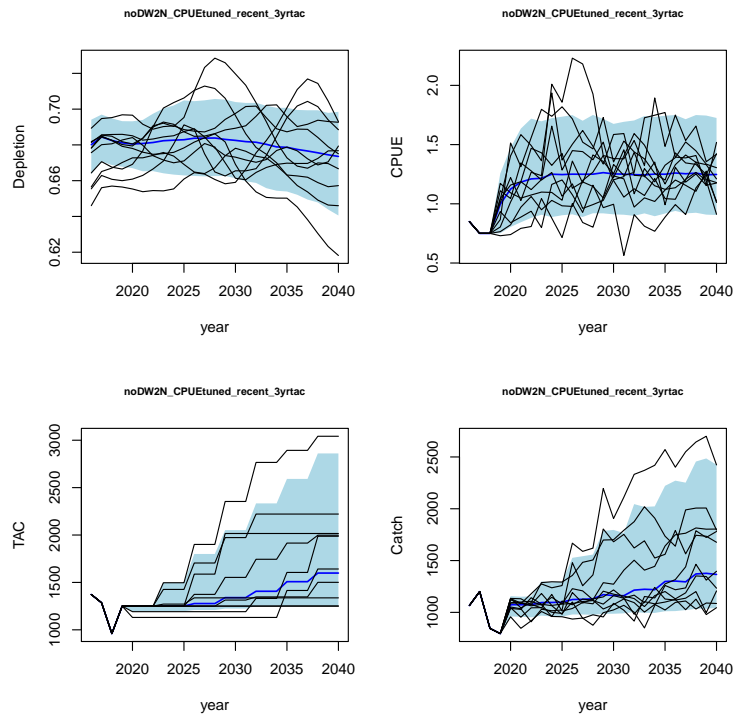 noDW2N_CPUEtuned_recent_3yrtac
noDW2N_CPUEtuned_recent_3yrtac
Depletion
0.62 0.66 0.70
2020 2025 2030 2035 2040
year
CPUE
0.5 1.0 1.5 2.0
2020 2025 2030 2035 2040
year
noDW2N_CPUEtuned_recent_3yrtac
noDW2N_CPUEtuned_recent_3yrtac
TAC
1000 1500 2000 2500 3000
2020 2025 2030 2035 2040
year
Catch
1000 1500 2000 2500
2020 2025 2030 2035 2040
year